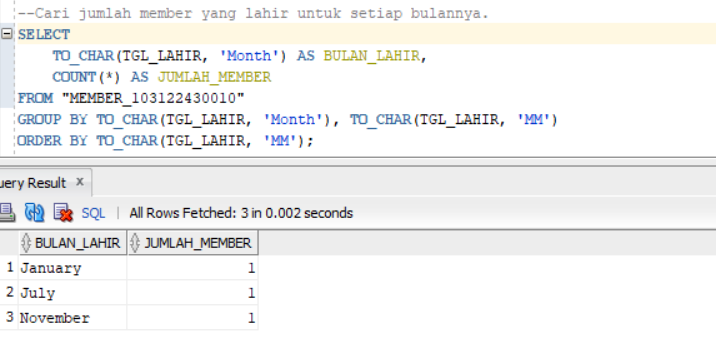 --Cari jumlah member yang lahir untuk setiap bulannya.
SELECT
TO_CHAR(TGL_LAHIR, 'Month') AS BULAN_LAHIR,
COUNT(*) AS JUMLAH_MEMBER
FROM "MEMBER_103122430010"
GROUP BY TO_CHAR(TGL_LAHIR, 'Month'), TO_CHAR(TGL_LAHIR, 'MM')
ORDER BY TO_CHAR(TGL_LAHIR, 'MM');
uery Result x
SQL | All Rows Fetched: 3 in 0.002 seconds
BULAN_LAHIR JUMLAH_MEMBER
1 January 1
2 July 1
3 November 1